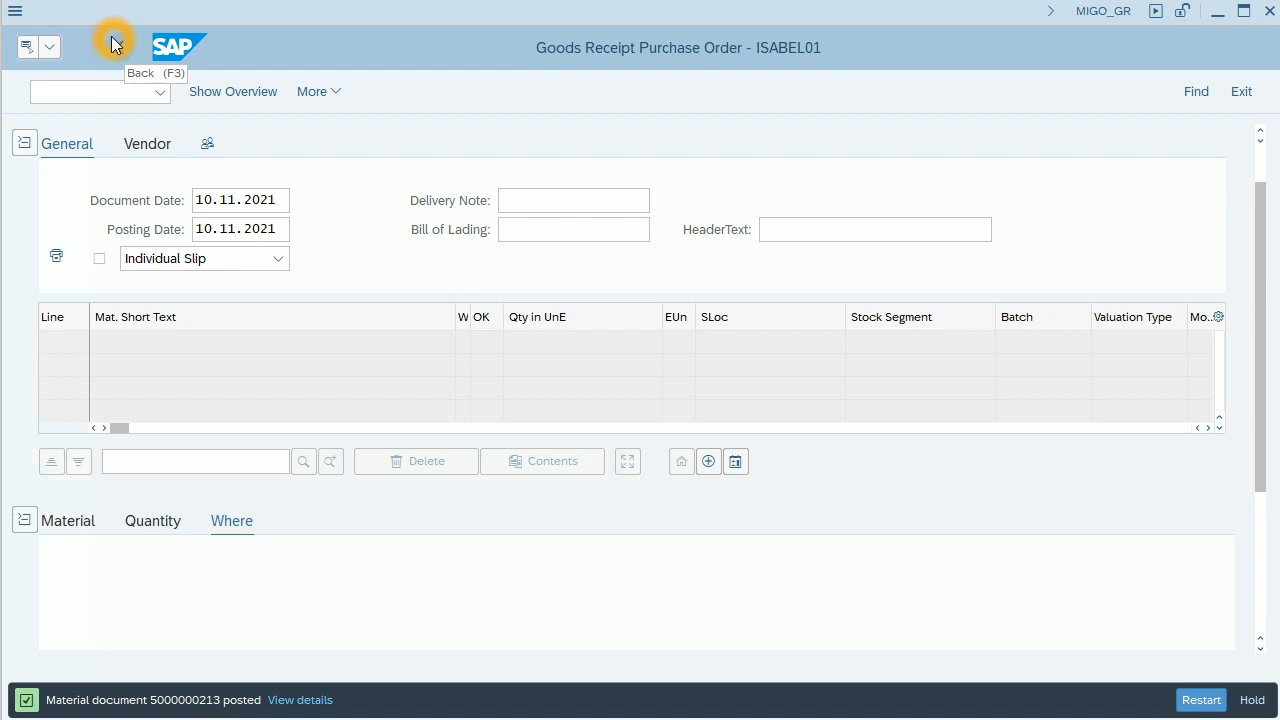 MIGO_GR
SAP
Goods Receipt Purchase Order - ISABEL01
Back (F3)
Show Overview More Find Exit
General Vendor
Document Date: 10.11.2021 Delivery Note:
Posting Date: 10.11.2021 Bill of Lading: HeaderText:
Individual Slip
Line Mat. Short Text W OK Qty in UnE EUn SLoc Stock Segment Batch Valuation Type Mo..
Delete Contents
Material Quantity Where
Material document 5000000213 posted View details Restart Hold